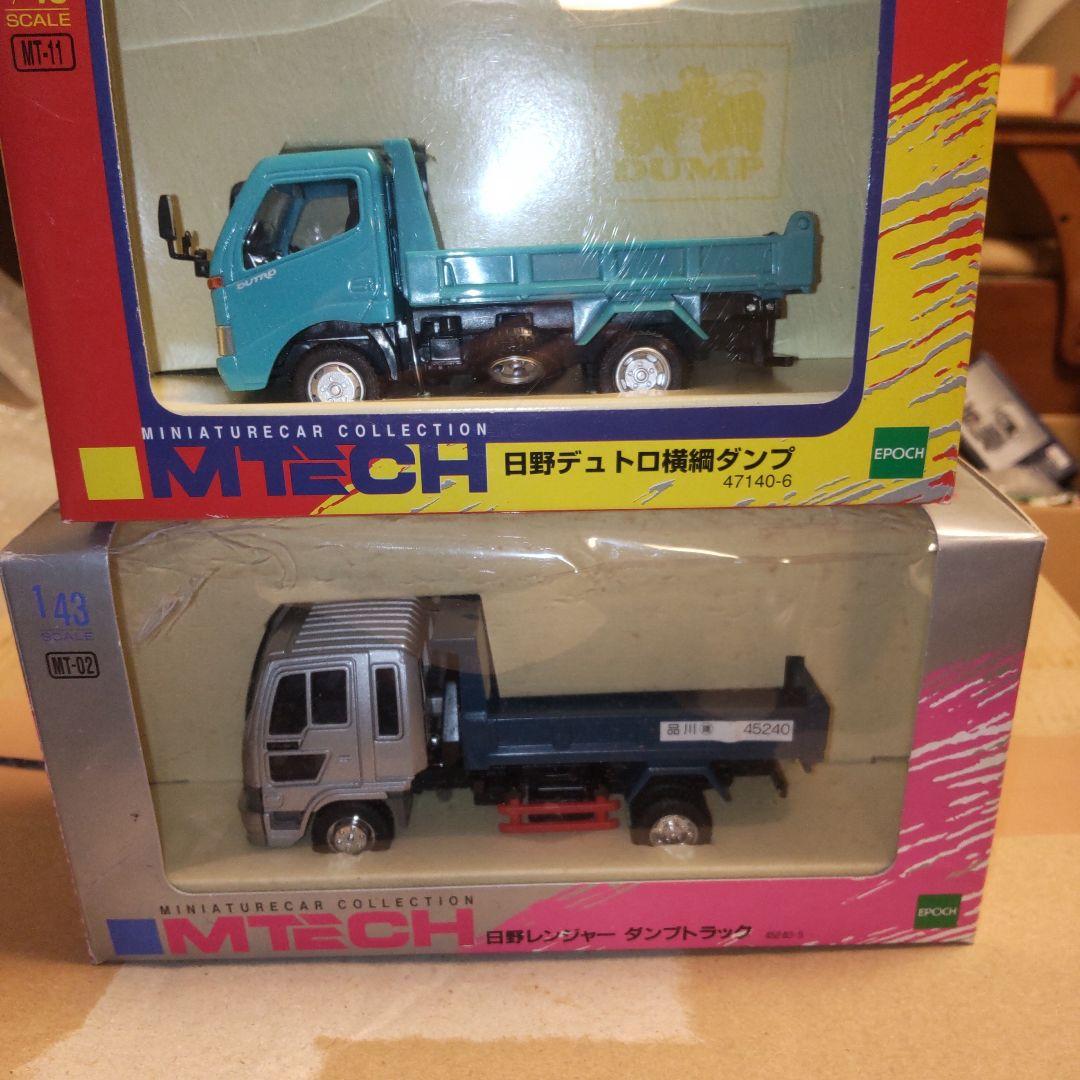 SCALE
MT-11
DUMP
DUTRO
MINIATURECAR COLLECTION
MTECH 日野デュトロ横綱ダンプ
47140-6
EPOCH
1/43
SCALE
MT-02
品川 45240
MINIATURECAR COLLECTION
MTECH 日野レンジャー ダンプトラック
EPOCH